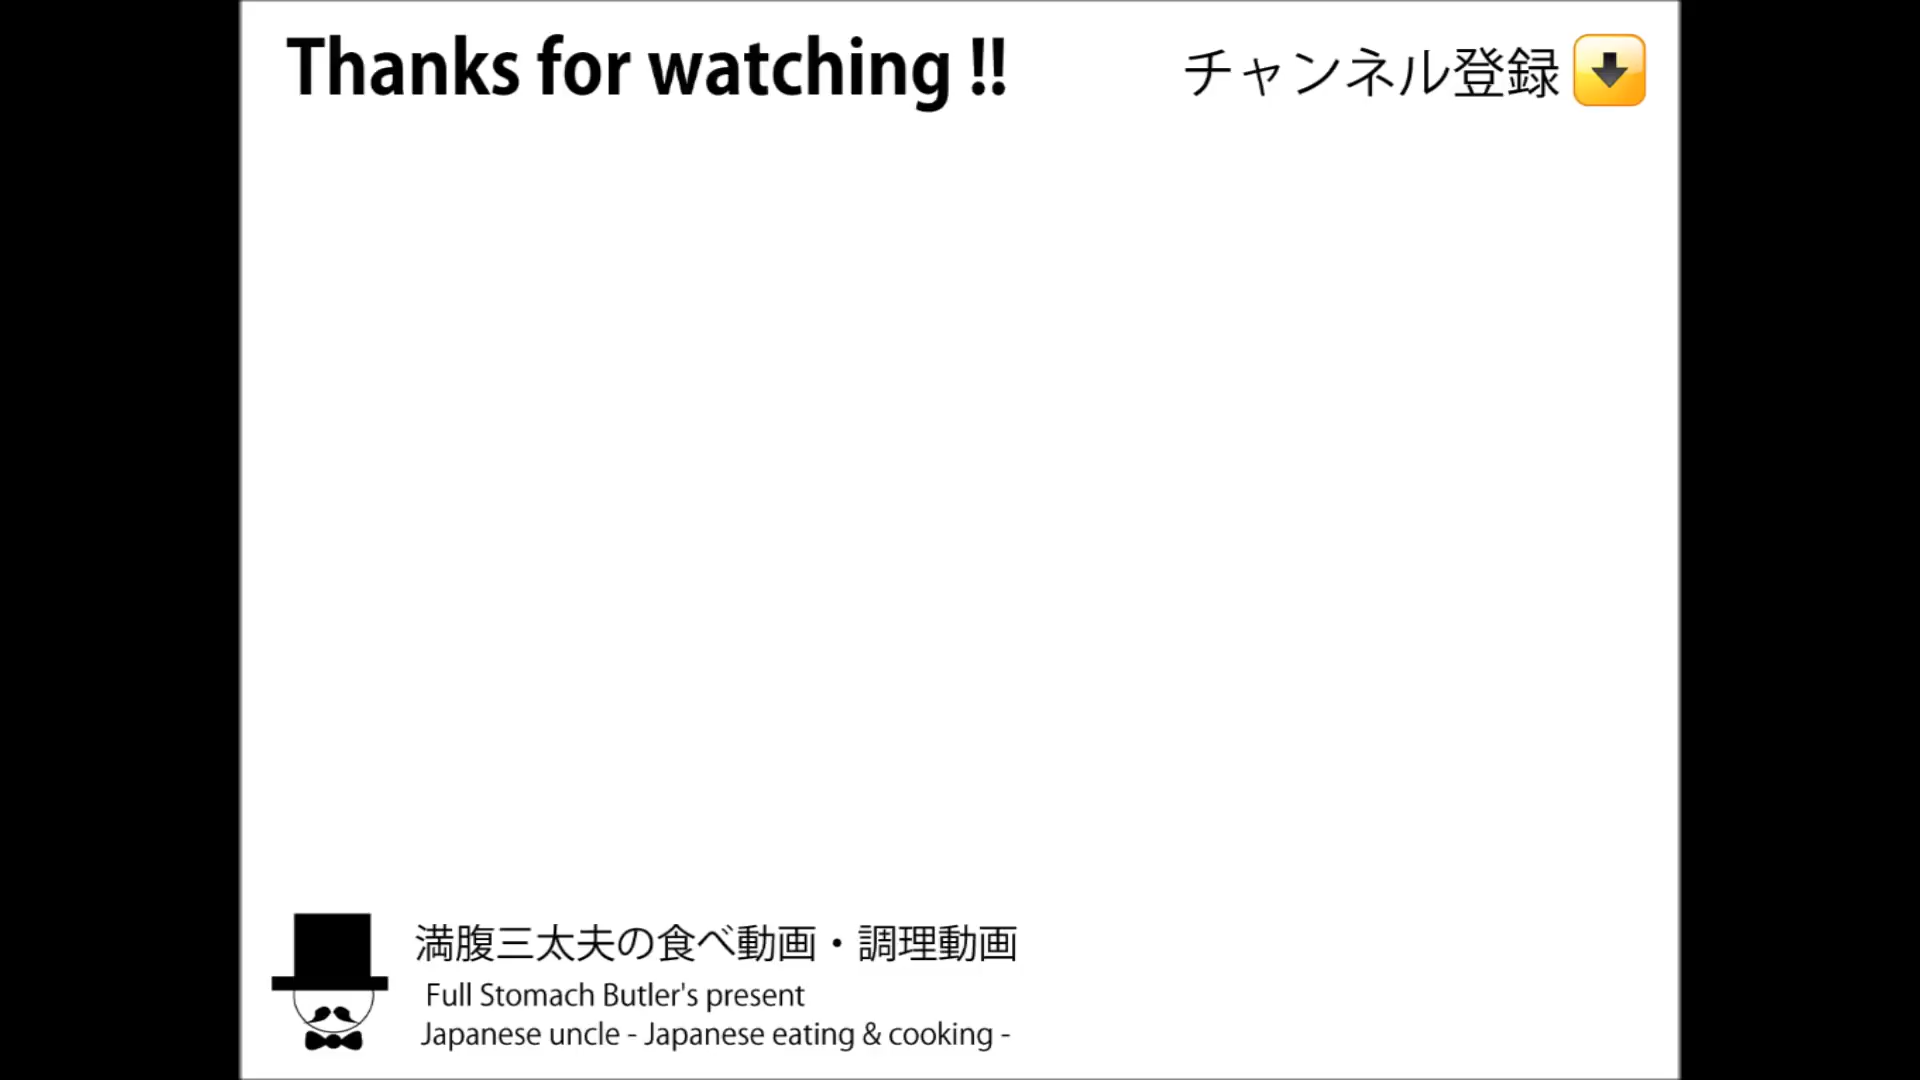 Thanks for watching !!
チャンネル登録
満腹三太夫の食べ動画・調理動画
Full Stomach Butler's present
Japanese uncle - Japanese eating & cooking -